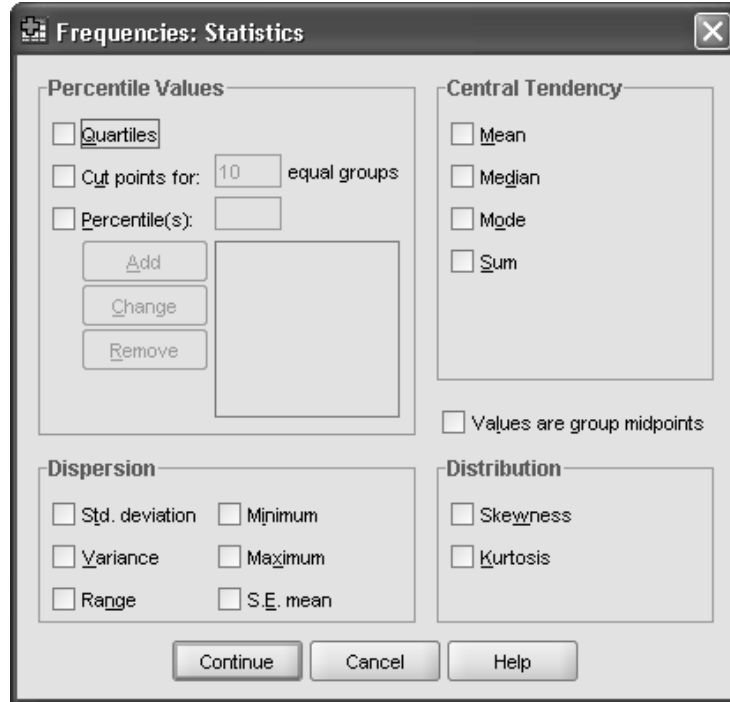 Frequencies: Statistics
Percentile Values
Quartiles
Cut points for: 10 equal groups
Percentile(s):
Add
Change
Remove
Central Tendency
Mean
Median
Mode
Sum
Values are group midpoints
Dispersion
Std. deviation Minimum
Variance Maximum
Range S.E. mean
Distribution
Skewness
Kurtosis
Continue Cancel Help